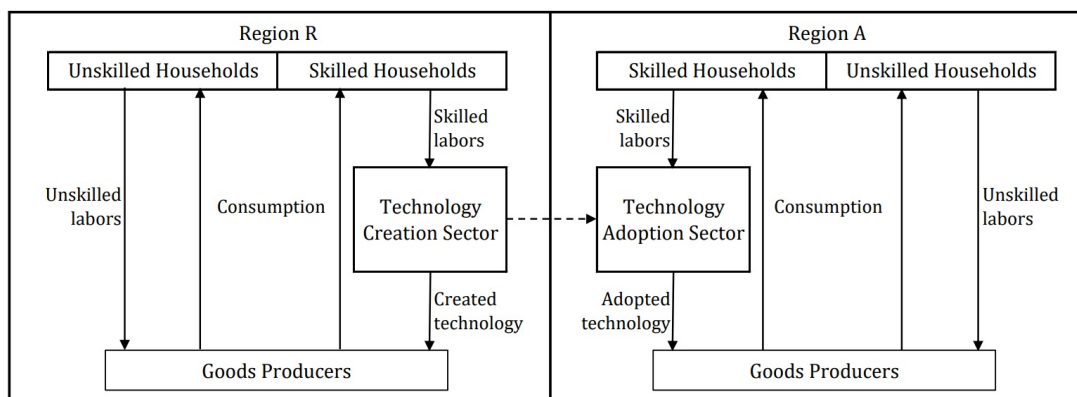 Region R
Unskilled Households
Skilled Households
Skilled
labors
Unskilled
labors
Consumption
Technology
Creation Sector
Created
technology
Goods Producers
Region A
Skilled Households
Unskilled Households
Skilled
labors
Technology
Adoption Sector
Consumption
Unskilled
labors
Adopted
technology
Goods Producers